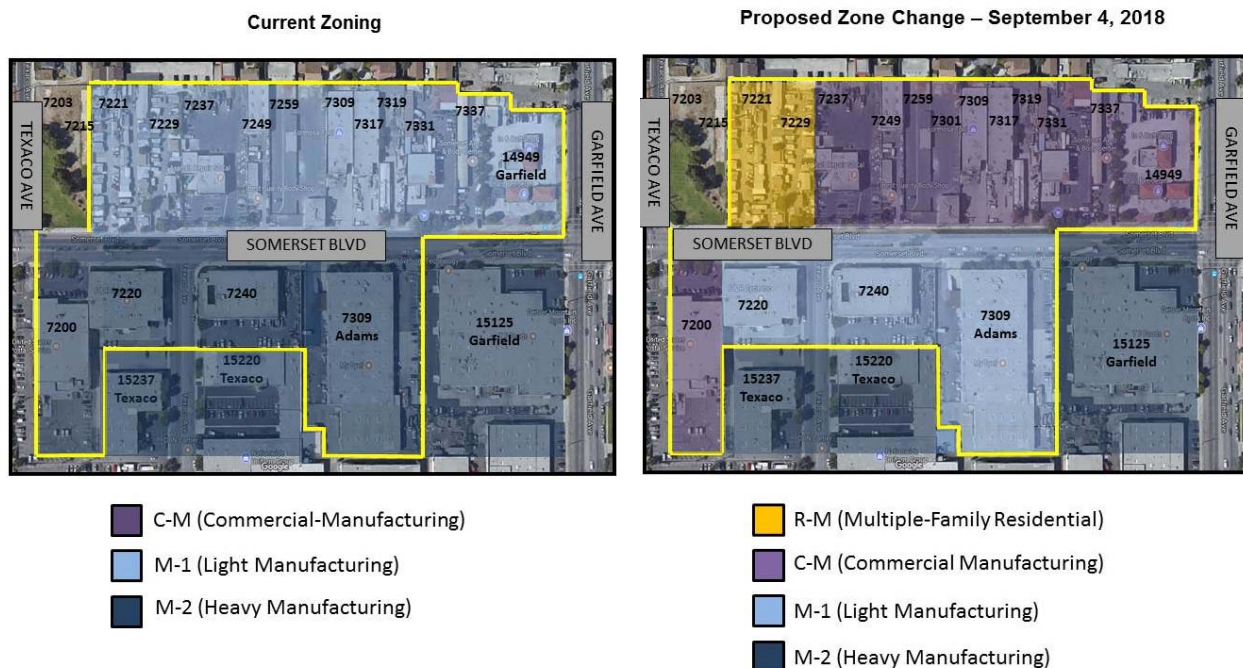 Current Zoning
7203
7221
7237
7259
7309
7319
7337
7215
7229
7249
7317
7331
14949
Garfield
TEXACO AVE
GARFIELD AVE
SOMERSET BLVD
7220
7240
7200
7309
Adams
15125
Garfield
15237
Texaco
15220
Texaco
Google
C-M (Commercial-Manufacturing)
M-1 (Light Manufacturing)
M-2 (Heavy Manufacturing)
Proposed Zone Change – September 4, 2018
7203
7221
7237
7259
7309
7319
7337
7215
7229
7249
7301
7317
7331
14949
TEXACO AVE
GARFIELD AVE
SOMERSET BLVD
7220
7240
7200
7309
Adams
15125
Garfield
15237
Texaco
15220
Texaco
Google
R-M (Multiple-Family Residential)
C-M (Commercial Manufacturing)
M-1 (Light Manufacturing)
M-2 (Heavy Manufacturing)